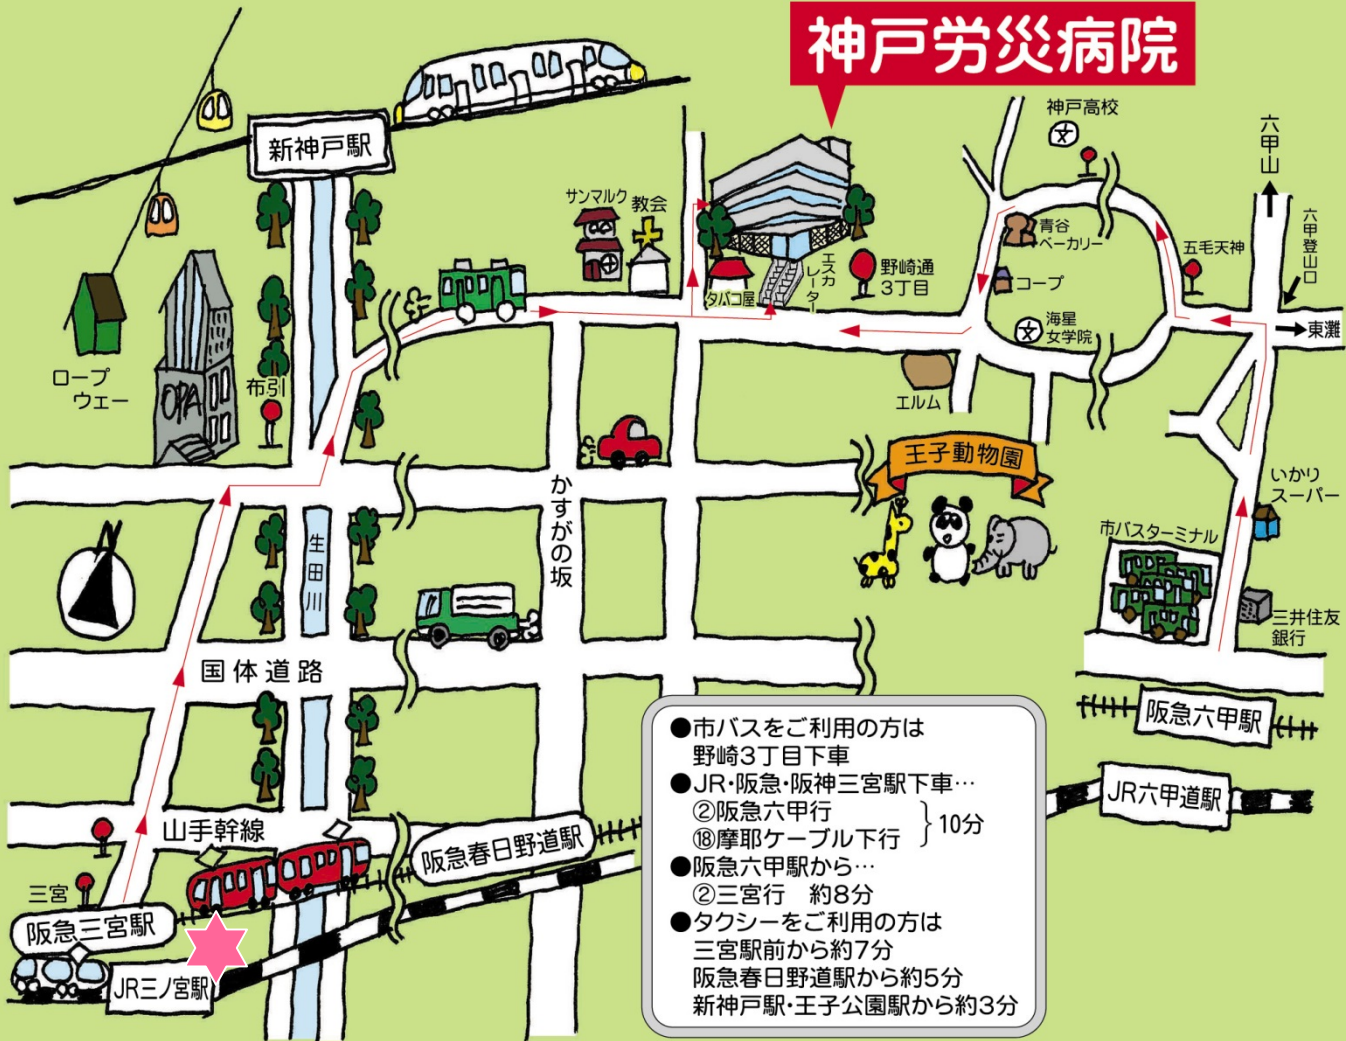 神戸労災病院
新神戸駅
サンマルク
教会
タバコ屋
エスカ
レーター
野崎通
3丁目
神戸高校
文
青谷
ベーカリー
コープ
文
海星
女学院
エルム
五毛天神
六甲山
六甲登山口
東灘
ロープ
ウェー
OPA
布引
かすがの坂
王子動物園
いかり
スーパー
市バスターミナル
三井住友
銀行
生田川
国体道路
阪急六甲駅
JR六甲道駅
山手幹線
阪急春日野道駅
三宮
阪急三宮駅
JR三ノ宮駅
●市バスをご利用の方は
野崎3丁目下車
●JR・阪急・阪神三宮駅下車…
②阪急六甲行
⑱摩耶ケーブル下行
10分
●阪急六甲駅から…
②三宮行 約8分
●タクシーをご利用の方は
三宮駅前から約7分
阪急春日野道駅から約5分
新神戸駅・王子公園駅から約3分